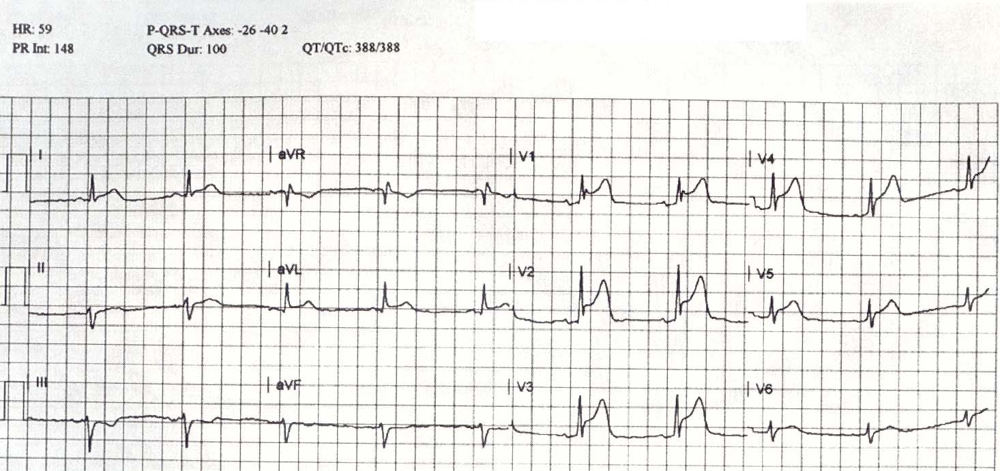 HR: 59 P-QRS-T Axes: -26 -40 2
PR Int: 148 QRS Dur: 100 QT/QTc: 388/388
I aVR V1 V4
II aVL V2 V5
III aVF V3 V6